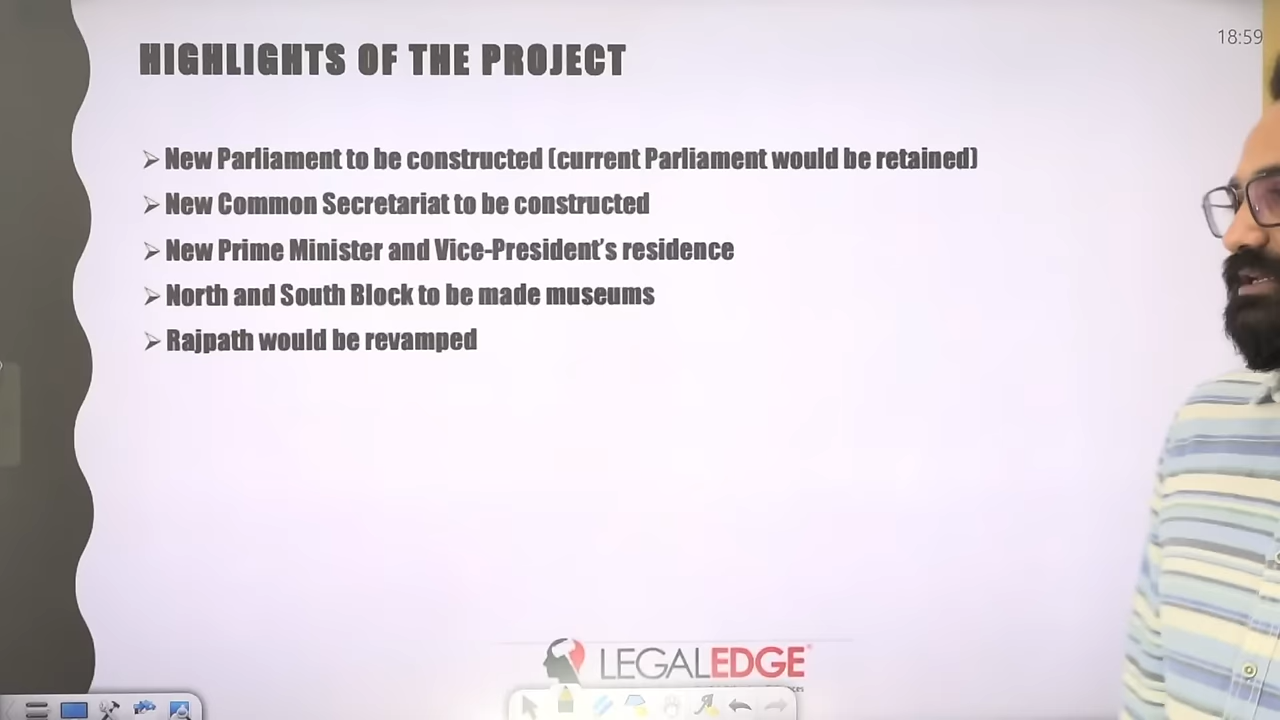 HIGHLIGHTS OF THE PROJECT
18:59
New Parliament to be constructed (current Parliament would be retained)
New Common Secretariat to be constructed
New Prime Minister and Vice-President's residence
North and South Block to be made museums
Rajpath would be revamped
LEGALEDGE